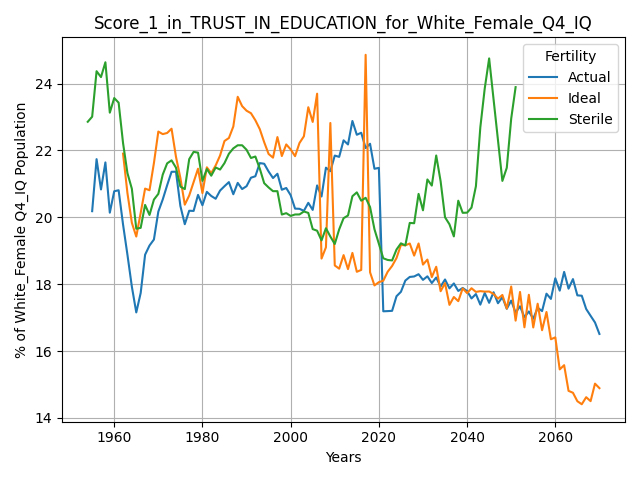 Score_1_in_TRUST_IN_EDUCATION_for_White_Female_Q4_IQ
% of White_Female Q4_IQ Population
24
22
20
18
16
14
Fertility
Actual
Ideal
Sterile
1960 1980 2000 2020 2040 2060
Years